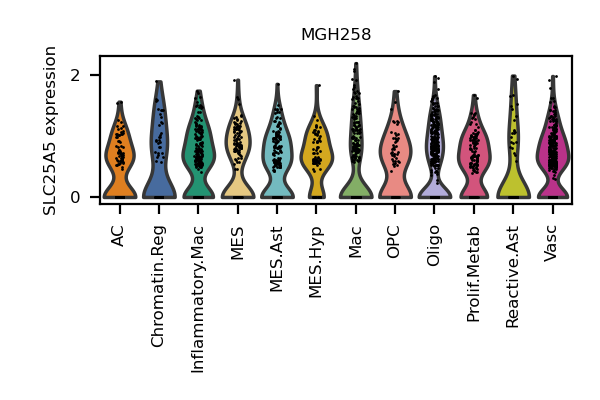 MGH258
SLC25A5 expression
2
0
AC
Chromatin.Reg
Inflammatory.Mac
MES
MES.Ast
MES.Hyp
Mac
OPC
Oligo
Prolif.Metab
Reactive.Ast
Vasc